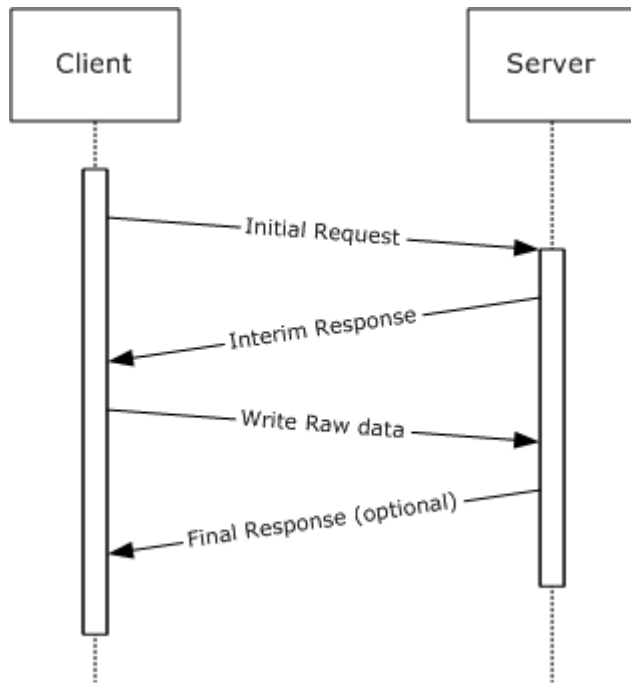 Client
Server
Initial Request
Interim Response
Write Raw data
Final Response (optional)